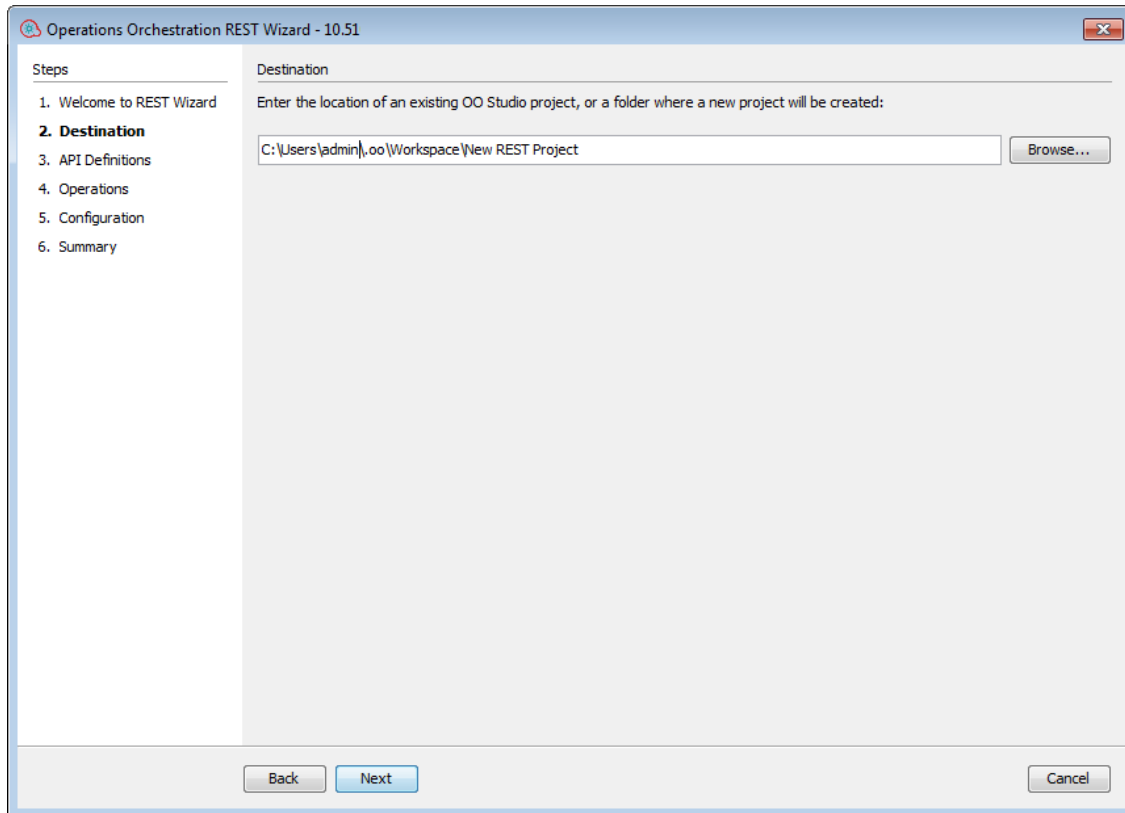 Operations Orchestration REST Wizard - 10.51
Steps
1. Welcome to REST Wizard
2. Destination
3. API Definitions
4. Operations
5. Configuration
6. Summary
Destination
Enter the location of an existing OO Studio project, or a folder where a new project will be created:
C:\Users\admin\.oo\Workspace\New REST Project
Browse...
Back
Next
Cancel